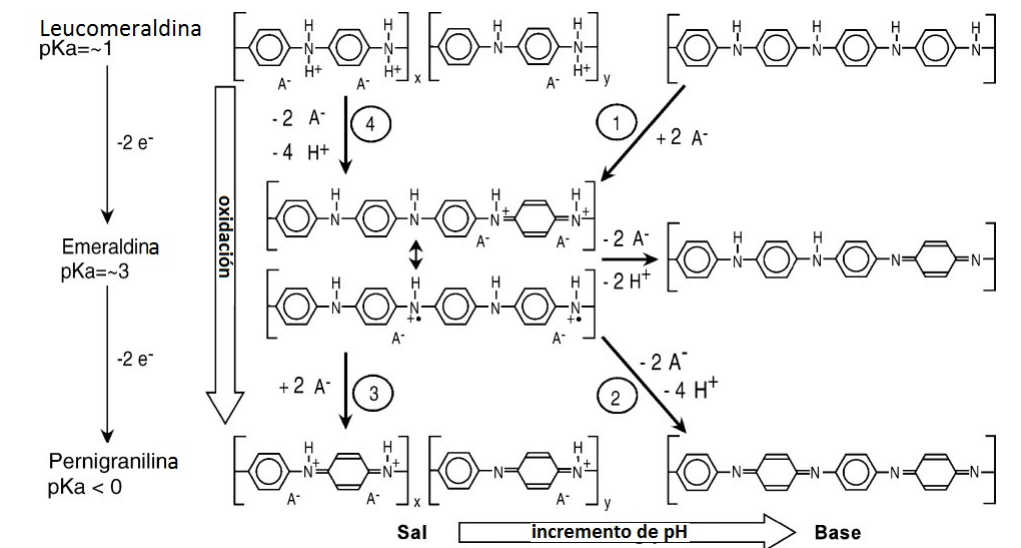 Leucomeraldina
pKa=~1
-2 e-
Emeraldina
pKa=~3
-2 e-
Pernigranilina
pKa < 0
oxidación
H H
N N
H+ H+
A- A-
x
H H
N N
H+
A-
y
H H H H
N N N N
- 2 A-
- 4 H+
4
1
+ 2 A-
H H H H
N N N+ N+
A- A-
H H H H
N N N N
+• +•
A- A-
- 2 A-
- 2 H+
H H
N N N N
+ 2 A-
3
2
- 2 A-
- 4 H+
H H
N+ N+
A- A-
x
H
N N+
A-
y
N N N N
Sal
incremento de pH
Base